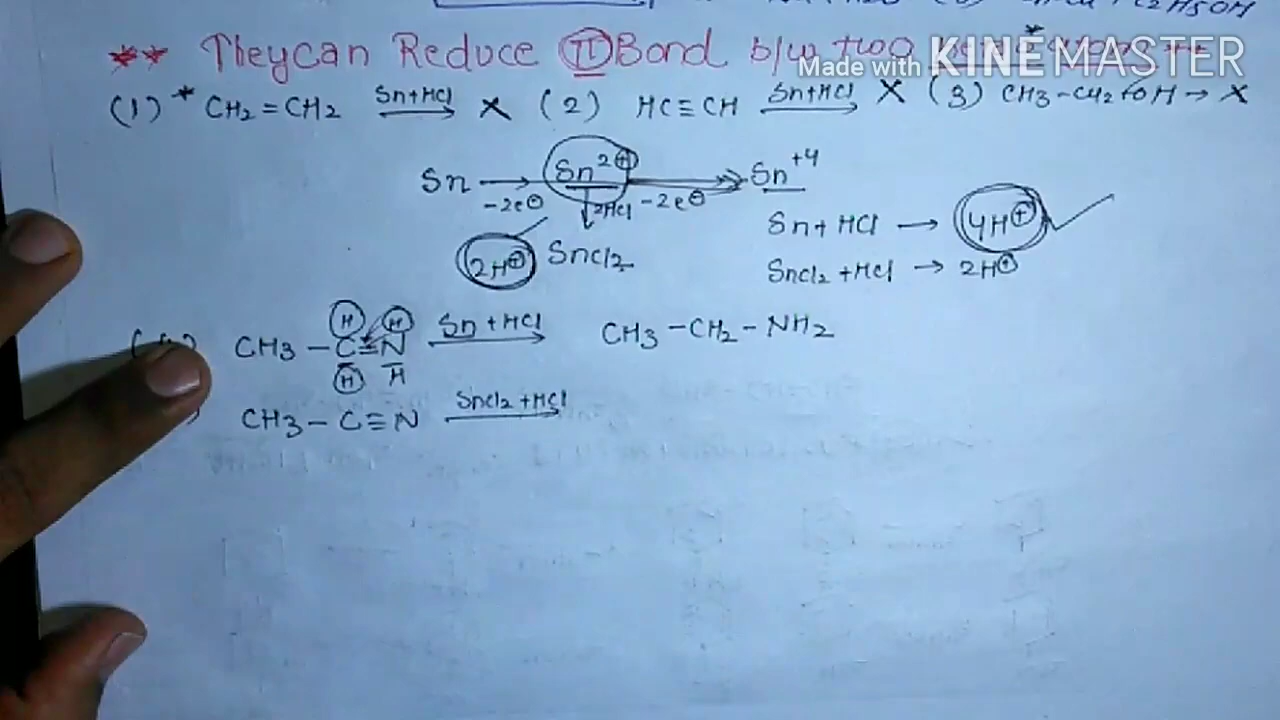 C2H5OH
** TheyCan Reduce π Bond b/w two
Made with KINEMASTER
(1)* CH2=CH2 Sn+HCl → X (2) HC≡CH Sn+HCl → X (3) CH3-CH2 OH → X
Sn → -2e⊖ Sn2⊕ → -2e⊖ Sn+4
2HCl
2H⊕ SnCl2
Sn+HCl → 4H⊕ ✓
SnCl2+HCl → 2H⊕
H H
CH3-C≡N Sn+HCl → CH3-CH2-NH2
H H
CH3-C≡N SnCl2+HCl →